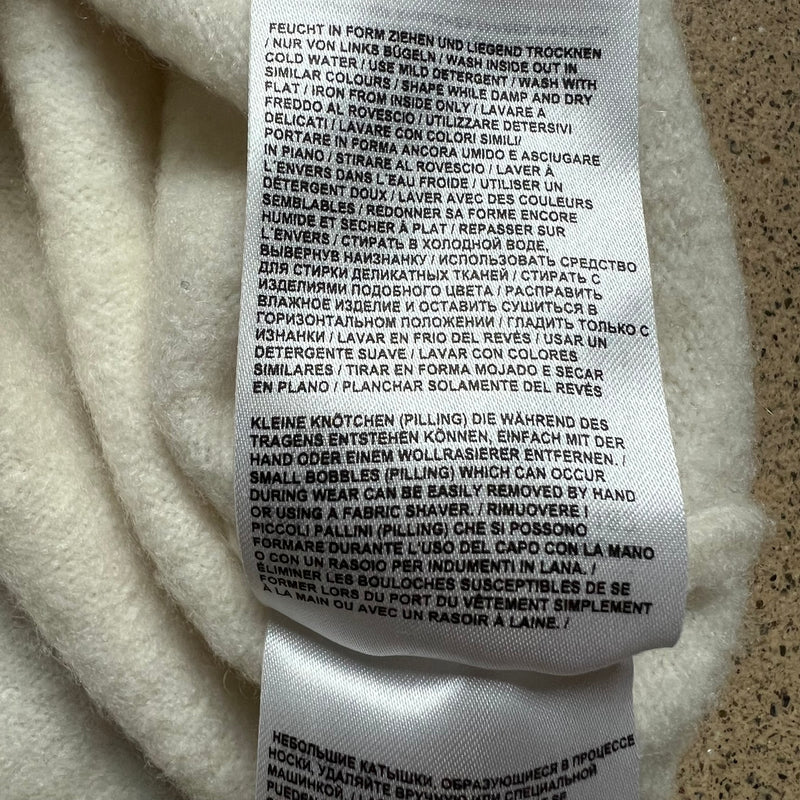 FEUCHT IN FORM ZIEHEN UND LIEGEND TROCKNEN
/ NUR VON LINKS BÜGELN / WASH INSIDE OUT IN
COLD WATER / USE MILD DETERGENT / WASH WITH
SIMILAR COLOURS / SHAPE WHILE DAMP AND DRY
FLAT / IRON FROM INSIDE ONLY / LAVARE A
FREDDO AL ROVESCIO / UTILIZZARE DETERSIVI
DELICATI / LAVARE CON COLORI SIMILI/
PORTARE IN FORMA ANCORA UMIDO E ASCIUGARE
IN PIANO / STIRARE AL ROVESCIO / LAVER À
L'ENVERS DANS L'EAU FROIDE / UTILISER UN
DÉTERGENT DOUX / LAVER AVEC DES COULEURS
SEMBLABLES / REDONNER SA FORME ENCORE
HUMIDE ET SÉCHER À PLAT / REPASSER SUR
L'ENVERS / СТИРАТЬ В ХОЛОДНОЙ ВОДЕ,
ВЫВЕРНУВ НАИЗНАНКУ / ИСПОЛЬЗОВАТЬ СРЕДСТВО
ДЛЯ СТИРКИ ДЕЛИКАТНЫХ ТКАНЕЙ / СТИРАТЬ С
ИЗДЕЛИЯМИ ПОДОБНОГО ЦВЕТА / РАСПРАВИТЬ
ВЛАЖНОЕ ИЗДЕЛИЕ И ОСТАВИТЬ СУШИТЬСЯ В
ГОРИЗОНТАЛЬНОМ ПОЛОЖЕНИИ / ГЛАДИТЬ ТОЛЬКО С
ИЗНАНКИ / LAVAR EN FRIO DEL REVÉS / USAR UN
DETERGENTE SUAVE / LAVAR CON COLORES
SIMILARES / TIRAR EN FORMA MOJADO E SECAR
EN PLANO / PLANCHAR SOLAMENTE DEL REVÉS
KLEINE KNÖTCHEN (PILLING) DIE WÄHREND DES
TRAGENS ENTSTEHEN KÖNNEN, EINFACH MIT DER
HAND ODER EINEM WOLLRASIERER ENTFERNEN. /
SMALL BOBBLES (PILLING) WHICH CAN OCCUR
DURING WEAR CAN BE EASILY REMOVED BY HAND
OR USING A FABRIC SHAVER. / RIMUOVERE I
PICCOLI PALLINI (PILLING) CHE SI POSSONO
FORMARE DURANTE L'USO DEL CAPO CON LA MANO
O CON UN RASOIO PER INDUMENTI IN LANA. /
ÉLIMINER LES BOULOCHES SUSCEPTIBLES DE SE
FORMER LORS DU PORT DU VÊTEMENT SIMPLEMENT
À LA MAIN OU AVEC UN RASOIR À LAINE. /
НЕБОЛЬШИЕ КАТЫШКИ, ОБРАЗУЮЩИЕСЯ В ПРОЦЕССЕ
НОСКИ, УДАЛЯЙТЕ ВРУЧНУЮ ИЛИ СПЕЦИАЛЬНОЙ
МАШИНКОЙ. /
PUEDEN